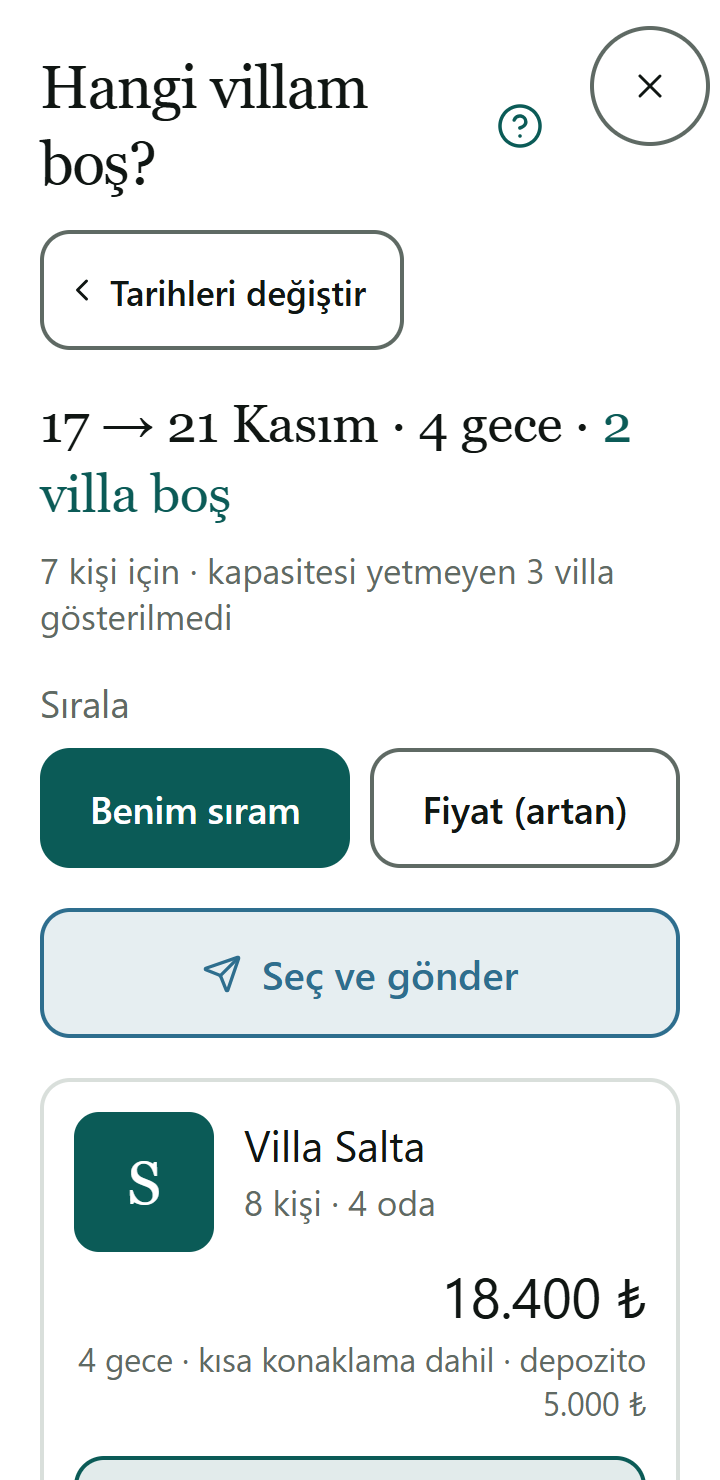 Hangi villam
boş?
?
Tarihleri değiştir
17 → 21 Kasım · 4 gece · 2
villa boş
7 kişi için · kapasitesi yetmeyen 3 villa
gösterilmedi
Sırala
Benim sıram
Fiyat (artan)
Seç ve gönder
S
Villa Salta
8 kişi · 4 oda
18.400 ₺
4 gece · kısa konaklama dahil · depozito
5.000 ₺